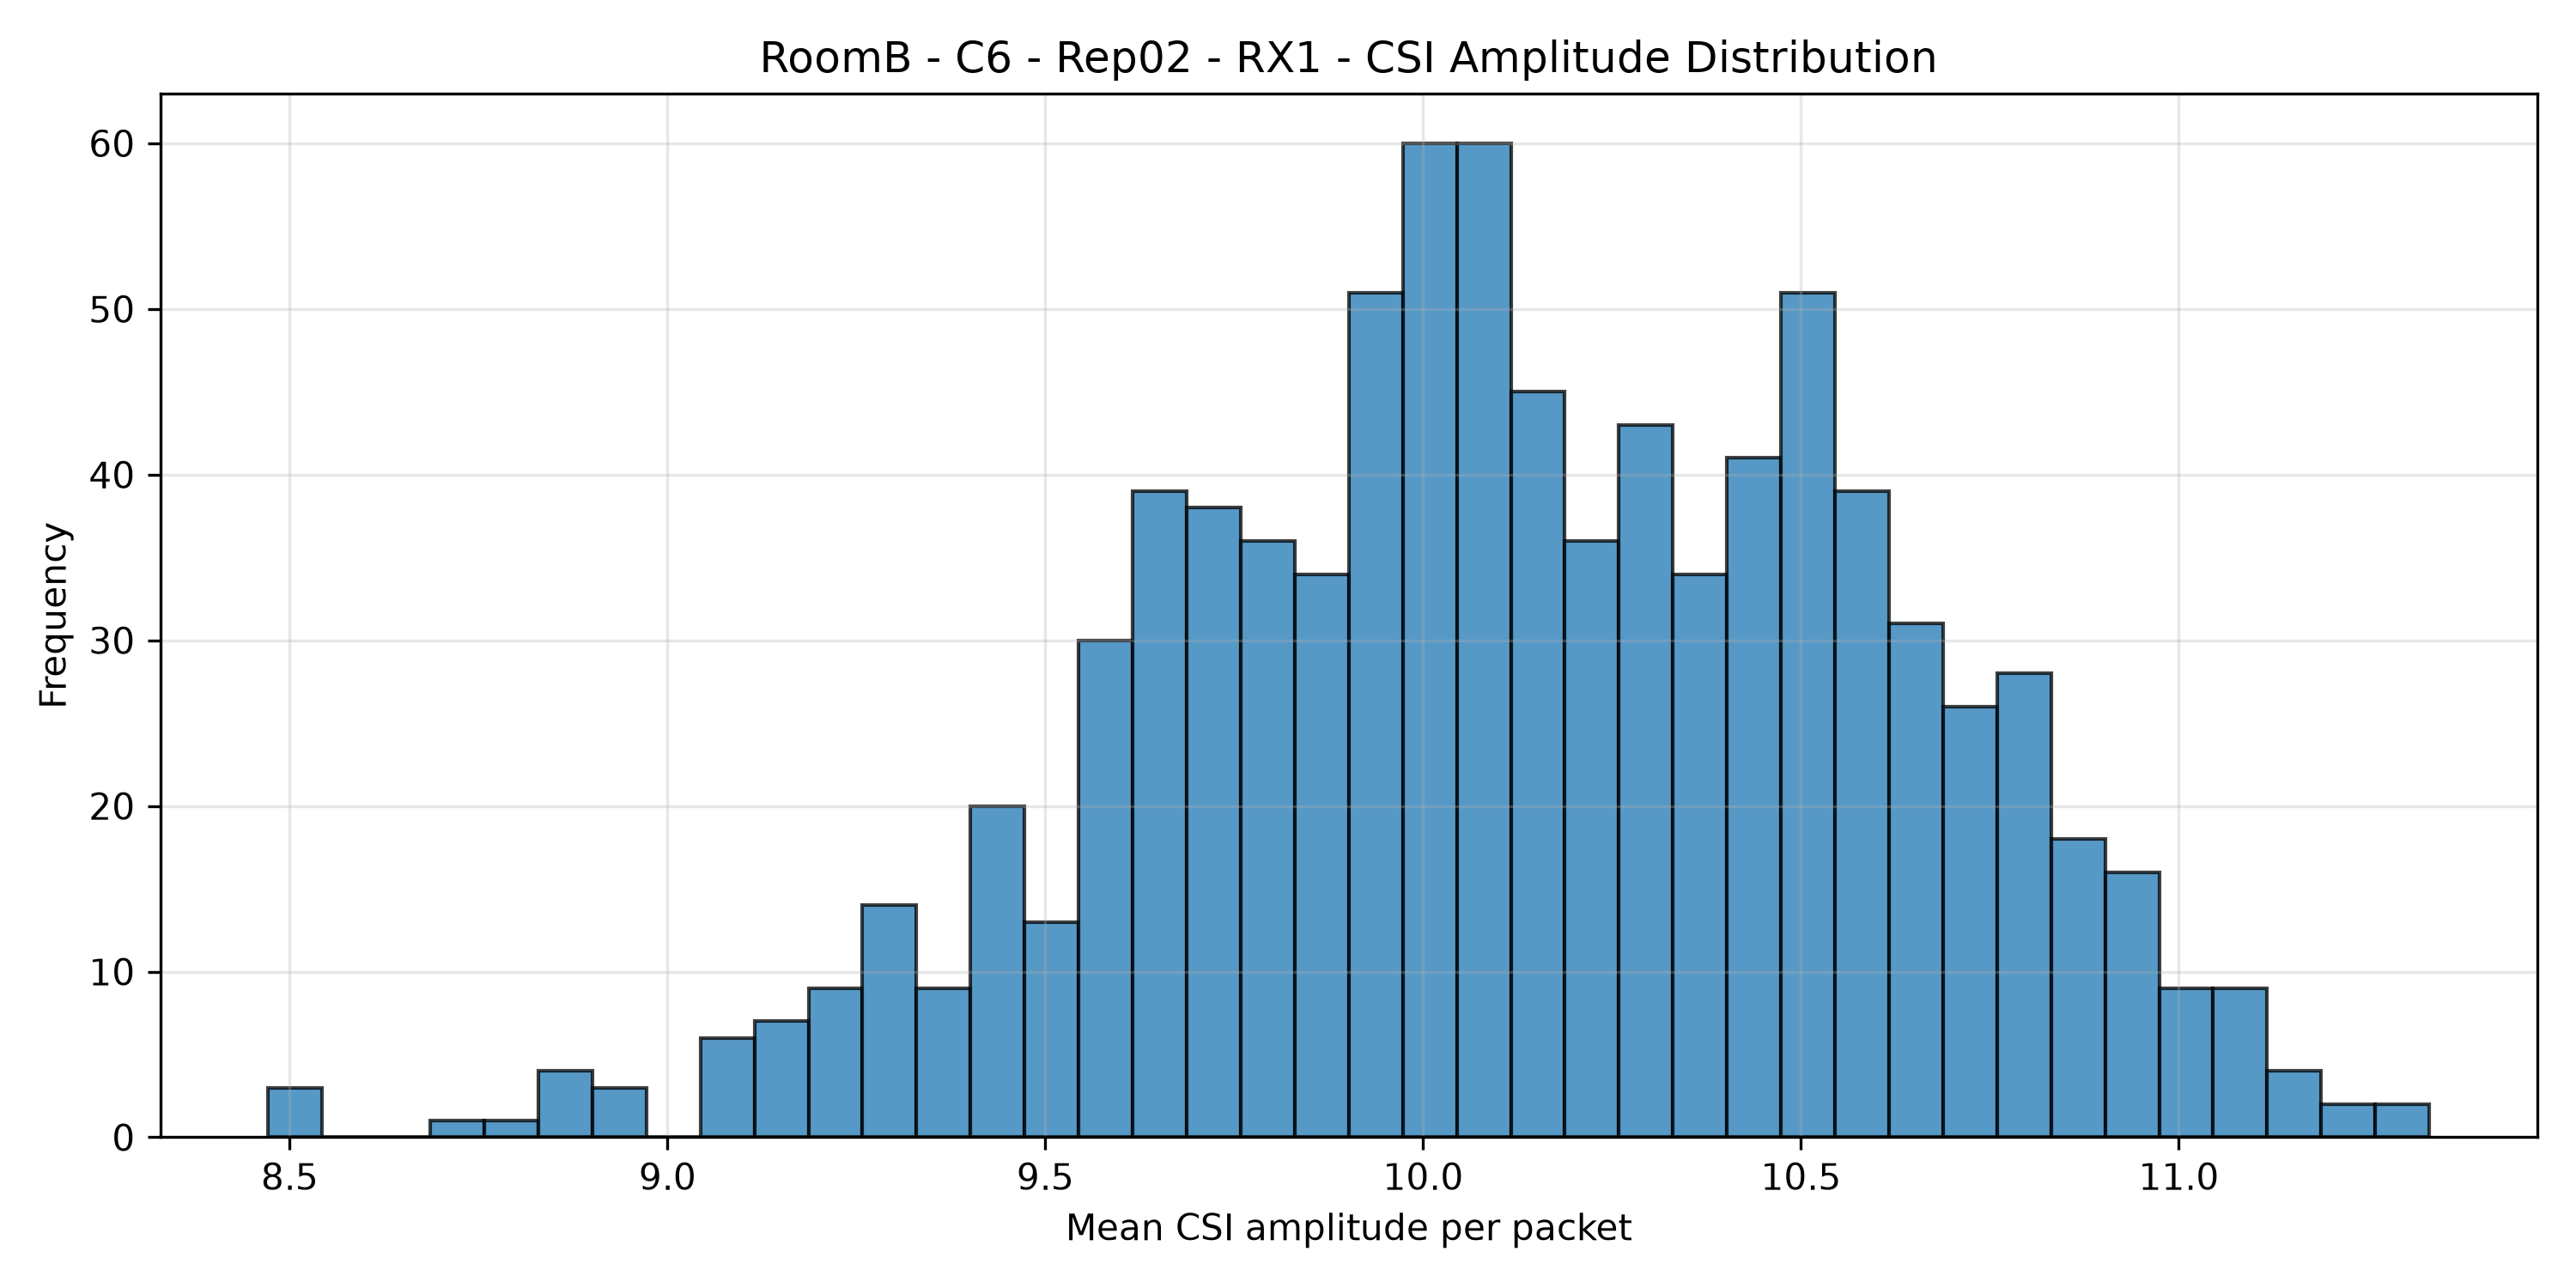 RoomB - C6 - Rep02 - RX1 - CSI Amplitude Distribution
60
50
40
30
20
10
0
Frequency
8.5 9.0 9.5 10.0 10.5 11.0
Mean CSI amplitude per packet